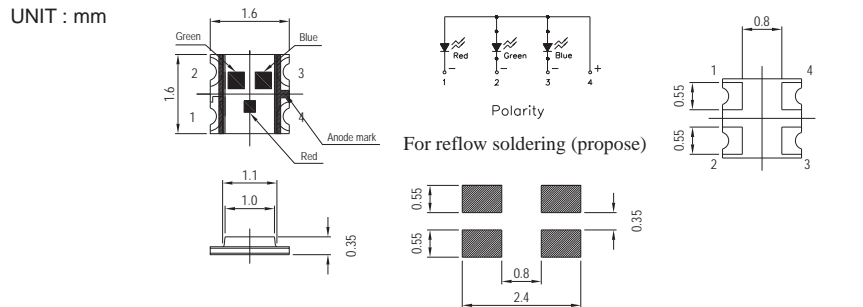 UNIT : mm
1.6
Green
Blue
2
3
1.6
1
4
Anode mark
Red
Red
Green
Blue
−
−
−
+
1
2
3
4
Polarity
For reflow soldering (propose)
0.8
1
4
0.55
0.55
2
3
1.1
1.0
0.35
0.55
0.55
0.35
0.8
2.4